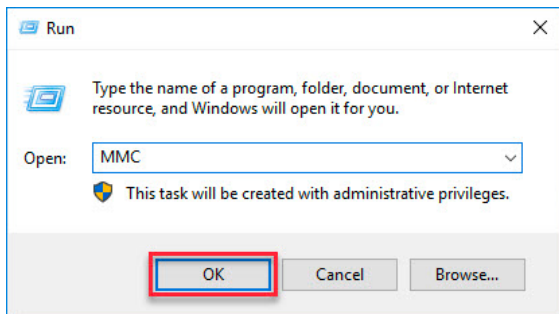 Run
Type the name of a program, folder, document, or Internet
resource, and Windows will open it for you.
Open: MMC
This task will be created with administrative privileges.
OK Cancel Browse...